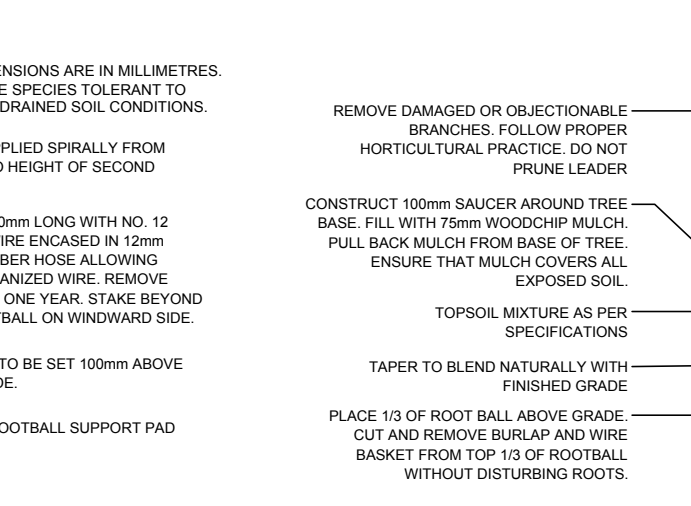 ENSIONS ARE IN MILLIMETRES.
E SPECIES TOLERANT TO
DRAINED SOIL CONDITIONS.
PPLIED SPIRALLY FROM
O HEIGHT OF SECOND
0mm LONG WITH NO. 12
IRE ENCASED IN 12mm
BER HOSE ALLOWING
ANIZED WIRE. REMOVE
ONE YEAR. STAKE BEYOND
TBALL ON WINDWARD SIDE.
TO BE SET 100mm ABOVE
DE.
OOTBALL SUPPORT PAD
REMOVE DAMAGED OR OBJECTIONABLE
BRANCHES. FOLLOW PROPER
HORTICULTURAL PRACTICE. DO NOT
PRUNE LEADER
CONSTRUCT 100mm SAUCER AROUND TREE
BASE. FILL WITH 75mm WOODCHIP MULCH.
PULL BACK MULCH FROM BASE OF TREE.
ENSURE THAT MULCH COVERS ALL
EXPOSED SOIL.
TOPSOIL MIXTURE AS PER
SPECIFICATIONS
TAPER TO BLEND NATURALLY WITH
FINISHED GRADE
PLACE 1/3 OF ROOT BALL ABOVE GRADE.
CUT AND REMOVE BURLAP AND WIRE
BASKET FROM TOP 1/3 OF ROOTBALL
WITHOUT DISTURBING ROOTS.